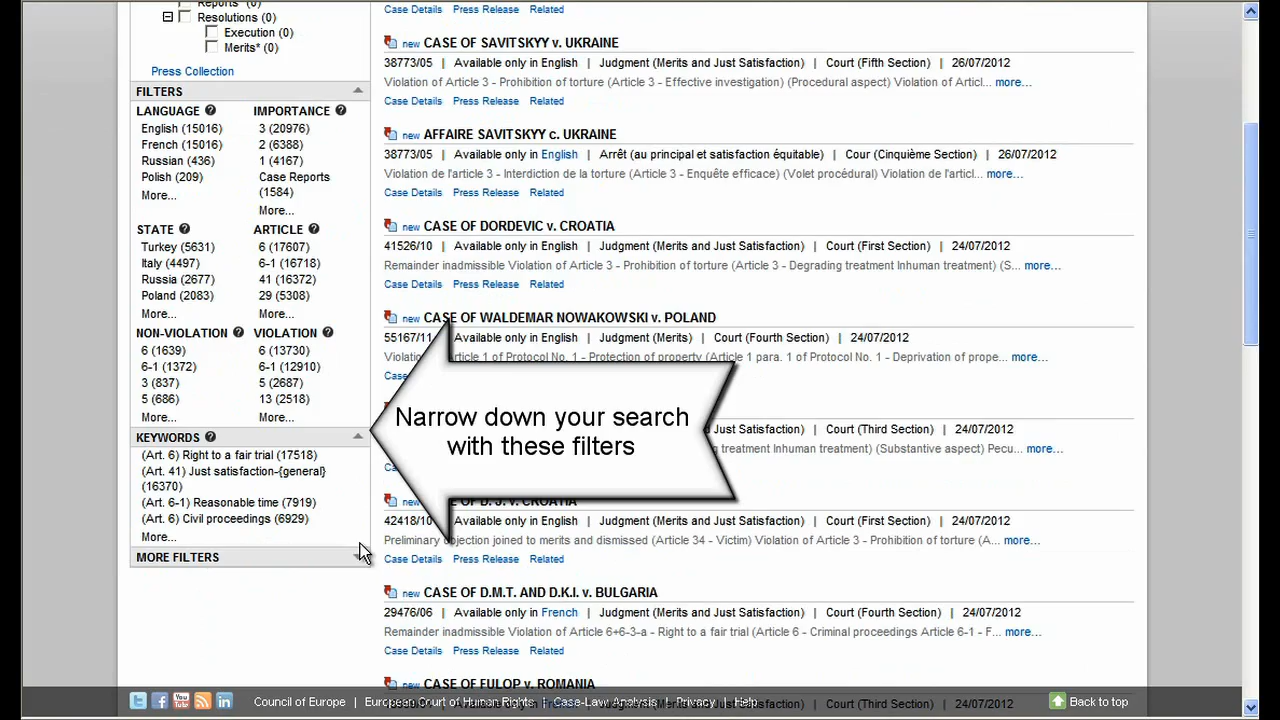 Reports* (0)
Resolutions (0)
Execution (0)
Merits* (0)
Press Collection
FILTERS
LANGUAGE
English (15016)
French (15016)
Russian (436)
Polish (209)
More...
IMPORTANCE
3 (20976)
2 (6388)
1 (4167)
Case Reports
(1584)
More...
STATE
Turkey (5631)
Italy (4497)
Russia (2677)
Poland (2083)
More...
ARTICLE
6 (17607)
6-1 (16718)
41 (16372)
29 (5308)
More...
NON-VIOLATION
6 (1639)
6-1 (1372)
3 (837)
5 (686)
More...
VIOLATION
6 (13730)
6-1 (12910)
5 (2687)
13 (2518)
More...
KEYWORDS
(Art. 6) Right to a fair trial (17518)
(Art. 41) Just satisfaction-{general}
(16370)
(Art. 6-1) Reasonable time (7919)
(Art. 6) Civil proceedings (6929)
More...
MORE FILTERS
Case Details Press Release Related
new CASE OF SAVITSKYY v. UKRAINE
38773/05 | Available only in English | Judgment (Merits and Just Satisfaction) | Court (Fifth Section) | 26/07/2012
Violation of Article 3 - Prohibition of torture (Article 3 - Effective investigation) (Procedural aspect) Violation of Articl... more...
Case Details Press Release Related
new AFFAIRE SAVITSKYY c. UKRAINE
38773/05 | Available only in English | Arrêt (au principal et satisfaction équitable) | Cour (Cinquième Section) | 26/07/2012
Violation de l'article 3 - Interdiction de la torture (Article 3 - Enquête efficace) (Volet procédural) Violation de l'articl... more...
Case Details Press Release Related
new CASE OF DORDEVIC v. CROATIA
41526/10 | Available only in English | Judgment (Merits and Just Satisfaction) | Court (First Section) | 24/07/2012
Remainder inadmissible Violation of Article 3 - Prohibition of torture (Article 3 - Degrading treatment Inhuman treatment) (S... more...
Case Details Press Release Related
new CASE OF WALDEMAR NOWAKOWSKI v. POLAND
55167/11 Available only in English | Judgment (Merits) | Court (Fourth Section) | 24/07/2012
Article 1 of Protocol No. 1 - Protection of property (Article 1 para. 1 of Protocol No. 1 - Deprivation of prope... more...
Narrow down your search
with these filters
and Just Satisfaction) | Court (Third Section) | 24/07/2012
treatment Inhuman treatment) (Substantive aspect) Pecu... more...
new OF D. J. v. CROATIA
42418/10 Available only in English | Judgment (Merits and Just Satisfaction) | Court (First Section) | 24/07/2012
Preliminary joined to merits and dismissed (Article 34 - Victim) Violation of Article 3 - Prohibition of torture (A... more...
Case Details Press Release Related
new CASE OF D.M.T. AND D.K.I. v. BULGARIA
29476/06 | Available only in French | Judgment (Merits and Just Satisfaction) | Court (Fourth Section) | 24/07/2012
Remainder inadmissible Violation of Article 6+6-3-a - Right to a fair trial (Article 6 - Criminal proceedings Article 6-1 - F... more...
Case Details Press Release Related
new CASE OF FULOP v. ROMANIA
Council of Europe | European Court of Human Rights | Case-Law Analysis | Privacy | Help
Back to top